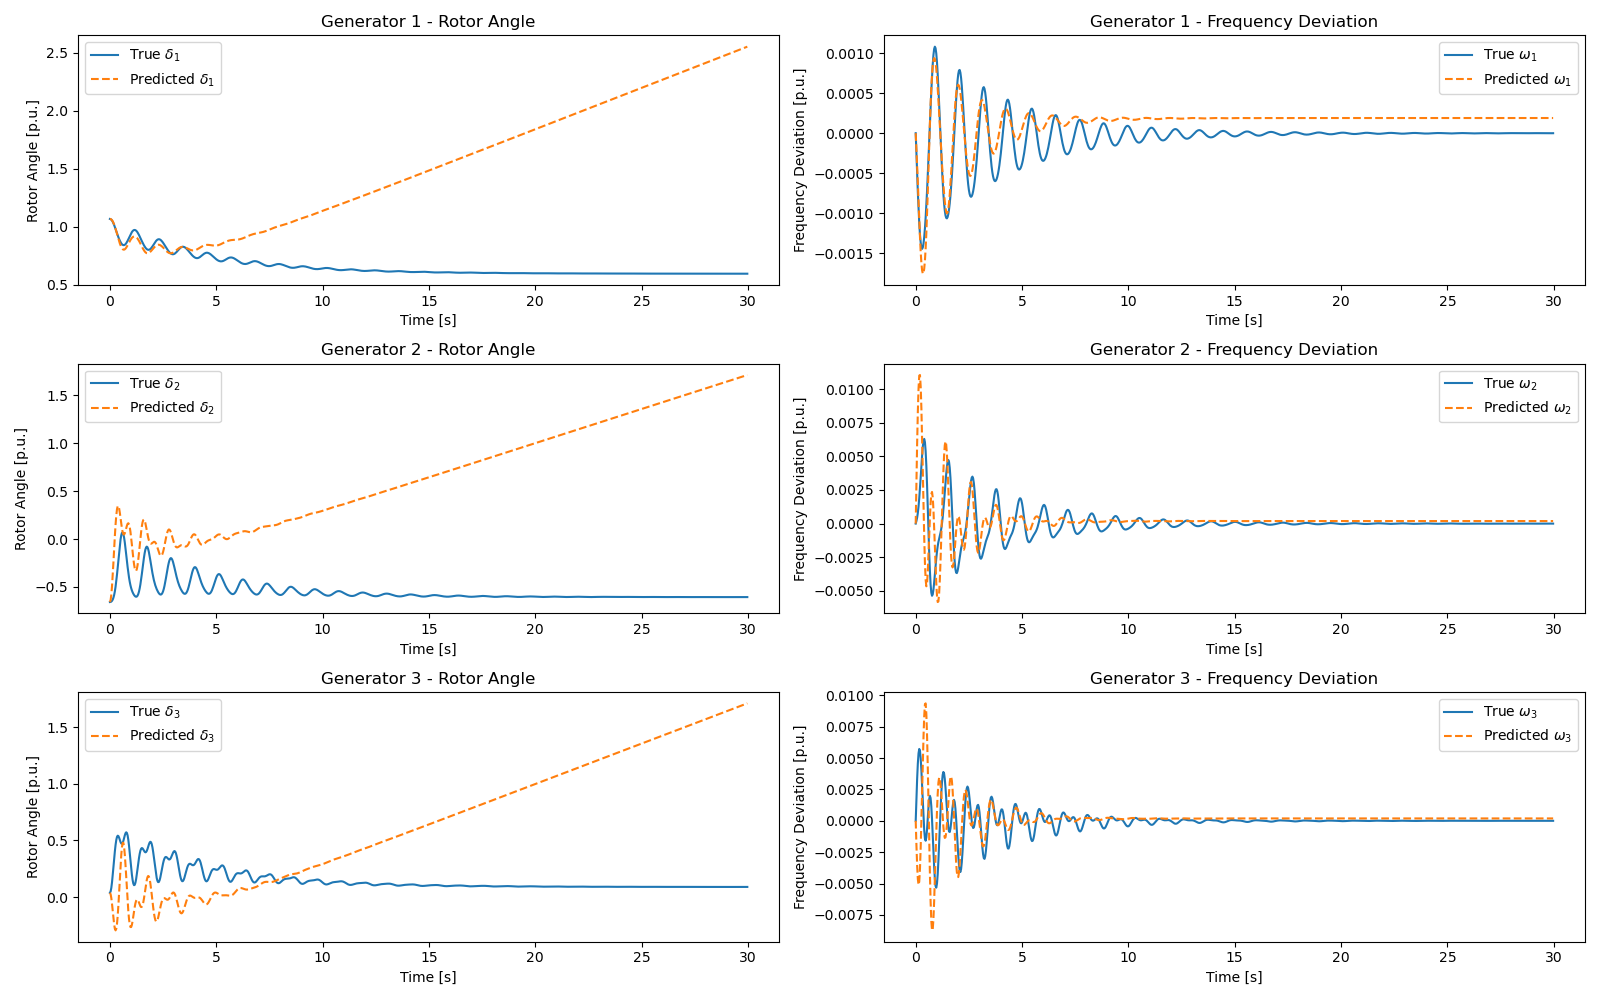 Generator 1 - Rotor Angle
Rotor Angle [p.u.]
2.5
2.0
1.5
1.0
0.5
True δ₁
Predicted δ₁
0 5 10 15 20 25 30
Time [s]
Generator 1 - Frequency Deviation
Frequency Deviation [p.u.]
0.0010
0.0005
0.0000
−0.0005
−0.0010
−0.0015
True ω₁
Predicted ω₁
0 5 10 15 20 25 30
Time [s]
Generator 2 - Rotor Angle
Rotor Angle [p.u.]
1.5
1.0
0.5
0.0
−0.5
True δ₂
Predicted δ₂
0 5 10 15 20 25 30
Time [s]
Generator 2 - Frequency Deviation
Frequency Deviation [p.u.]
0.0100
0.0075
0.0050
0.0025
0.0000
−0.0025
−0.0050
True ω₂
Predicted ω₂
0 5 10 15 20 25 30
Time [s]
Generator 3 - Rotor Angle
Rotor Angle [p.u.]
1.5
1.0
0.5
0.0
True δ₃
Predicted δ₃
0 5 10 15 20 25 30
Time [s]
Generator 3 - Frequency Deviation
Frequency Deviation [p.u.]
0.0100
0.0075
0.0050
0.0025
0.0000
−0.0025
−0.0050
−0.0075
True ω₃
Predicted ω₃
0 5 10 15 20 25 30
Time [s]